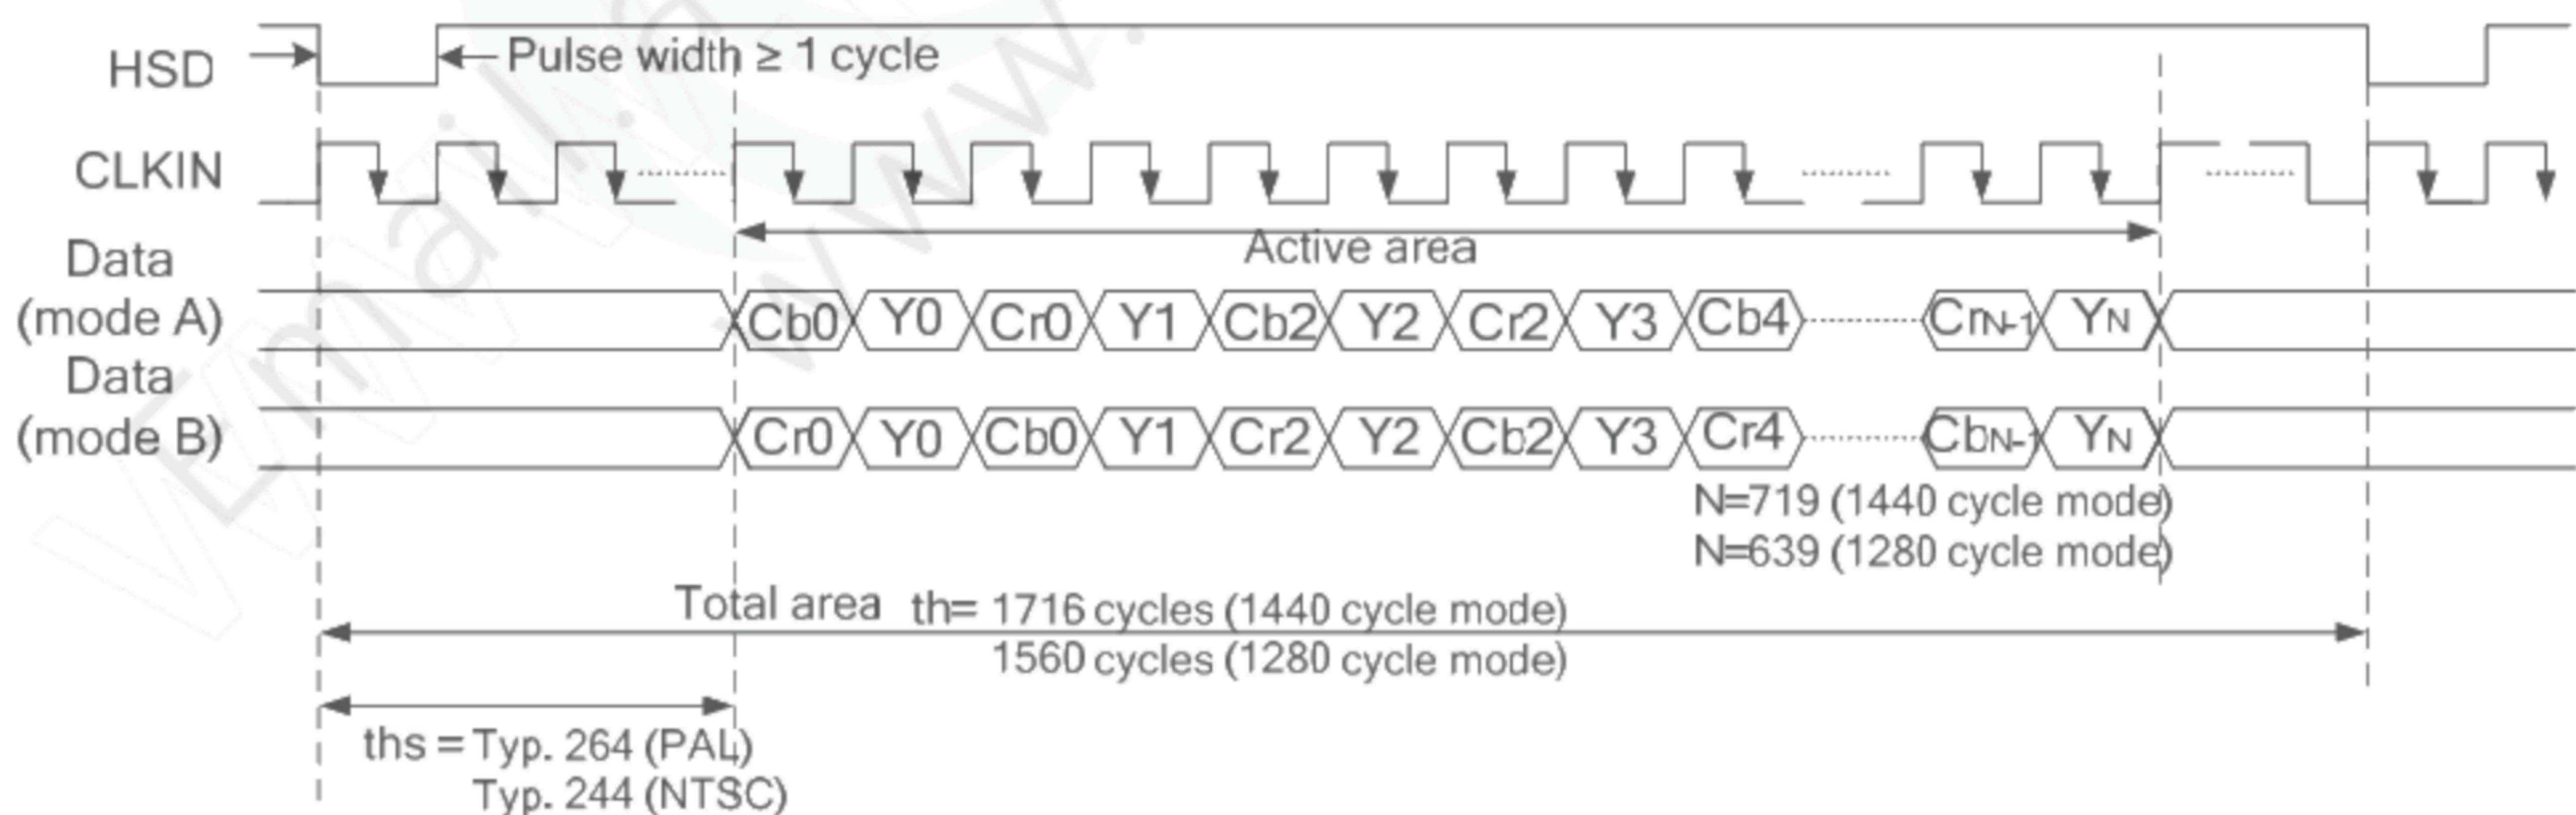 HSD
Pulse width ≥ 1 cycle
CLKIN
Active area
Data
(mode A)
Cb0 Y0 Cr0 Y1 Cb2 Y2 Cr2 Y3 Cb4 CrN-1 YN
Data
(mode B)
Cr0 Y0 Cb0 Y1 Cr2 Y2 Cb2 Y3 Cr4 CbN-1 YN
N=719 (1440 cycle mode)
N=639 (1280 cycle mode)
Total area th= 1716 cycles (1440 cycle mode)
1560 cycles (1280 cycle mode)
ths = Typ. 264 (PAL)
Typ. 244 (NTSC)
Email:
www.